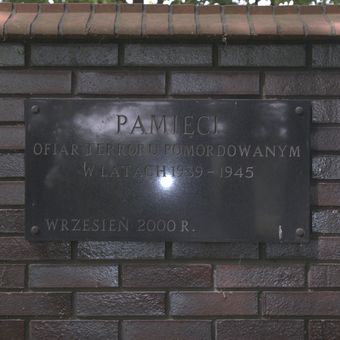 PAMIĘCI
OFIAR TERRORU POMORDOWANYM
W LATACH 1939-1945
WRZESIEŃ 2000 R.